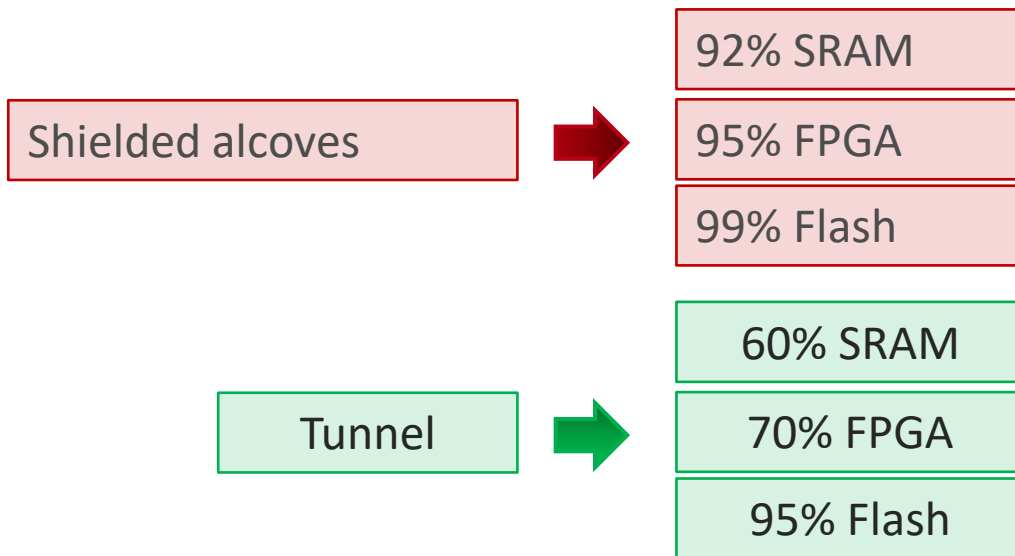 92% SRAM
Shielded alcoves
95% FPGA
99% Flash
60% SRAM
Tunnel
70% FPGA
95% Flash